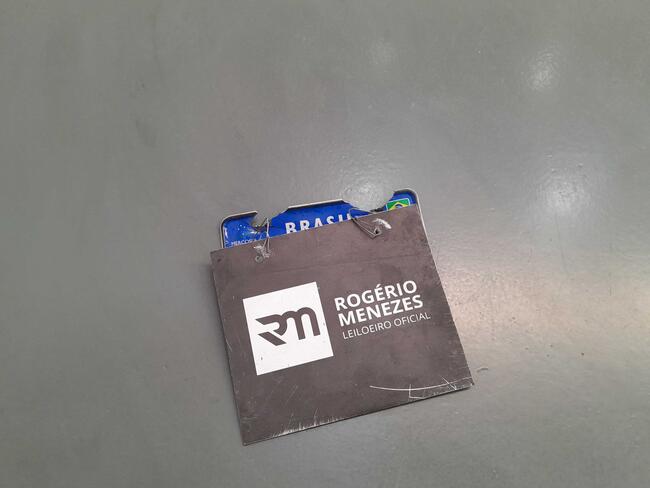 BRASIL
RM
ROGÉRIO
MENEZES
LEILOEIRO OFICIAL